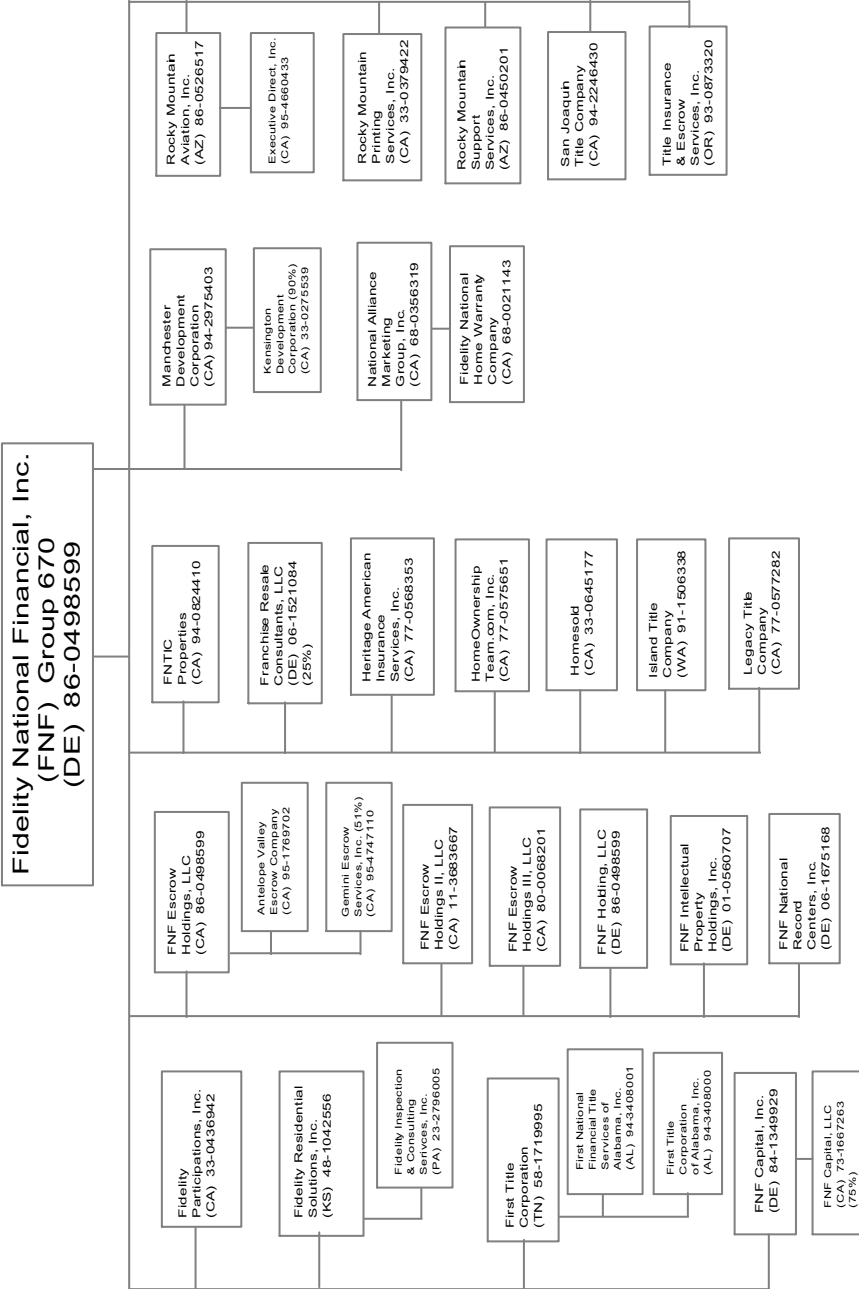 Fidelity National Financial, Inc.
(FNF) Group 670
(DE) 86-0498599
Fidelity
Participations, Inc.
(CA) 33-0436942
Fidelity Residential
Solutions, Inc.
(KS) 48-1042556
Fidelity Inspection
& Consulting
Serivces, Inc.
(PA) 23-2796005
First Title
Corporation
(TN) 58-1719995
First National
Financial Title
Services of
Alabama, Inc.
(AL) 94-3408001
First Title
Corporation
of Alabama, Inc.
(AL) 94-3408000
FNF Capital, Inc.
(DE) 84-1349929
FNF Capital, LLC
(CA) 73-1667263
(75%)
FNF Escrow
Holdings, LLC
(CA) 86-0498599
Antelope Valley
Escrow Company
(CA) 95-1769702
Gemini Escrow
Services, Inc. (51%)
(CA) 95-4747110
FNF Escrow
Holdings II, LLC
(CA) 11-3683667
FNF Escrow
Holdings III, LLC
(CA) 80-0068201
FNF Holding, LLC
(DE) 86-0498599
FNF Intellectual
Property
Holdings, Inc.
(DE) 01-0560707
FNF National
Record
Centers, Inc.
(DE) 06-1675168
FNTIC
Properties
(CA) 94-0824410
Franchise Resale
Consultants, LLC
(DE) 06-1521084
(25%)
Heritage American
Insurance
Services, Inc.
(CA) 77-0568353
HomeOwnership
Team.com, Inc.
(CA) 77-0575651
Homesold
(CA) 33-0645177
Island Title
Company
(WA) 91-1506338
Legacy Title
Company
(CA) 77-0577282
Manchester
Development
Corporation
(CA) 94-2975403
Kensington
Development
Corporation (90%)
(CA) 33-0275539
National Alliance
Marketing
Group, Inc.
(CA) 68-0356319
Fidelity National
Home Warranty
Company
(CA) 68-0021143
Rocky Mountain
Aviation, Inc.
(AZ) 86-0526517
Executive Direct, Inc.
(CA) 95-4660433
Rocky Mountain
Printing
Services, Inc.
(CA) 33-0379422
Rocky Mountain
Support
Services, Inc.
(AZ) 86-0450201
San Joaquin
Title Company
(CA) 94-2246430
Title Insurance
& Escrow
Services, Inc.
(OR) 93-0873320